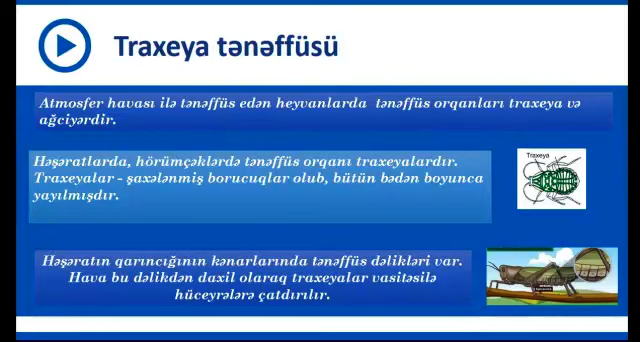 Traxeya tənəffüsü
Atmosfer havası ilə tənəffüs edən heyvanlarda tənəffüs orqanları traxeya və
ağciyərdir.
Həşəratlarda, hörümçəklərdə tənəffüs orqanı traxeyalardır.
Traxeyalar - şaxələnmiş borucuqlar olub, bütün bədən boyunca
yayılmışdır.
Traxeya
Həşəratın qarıncığının kənarlarında tənəffüs dəlikləri var.
Hava bu dəlikdən daxil olaraq traxeyalar vasitəsilə
hüceyrələrə çatdırılır.